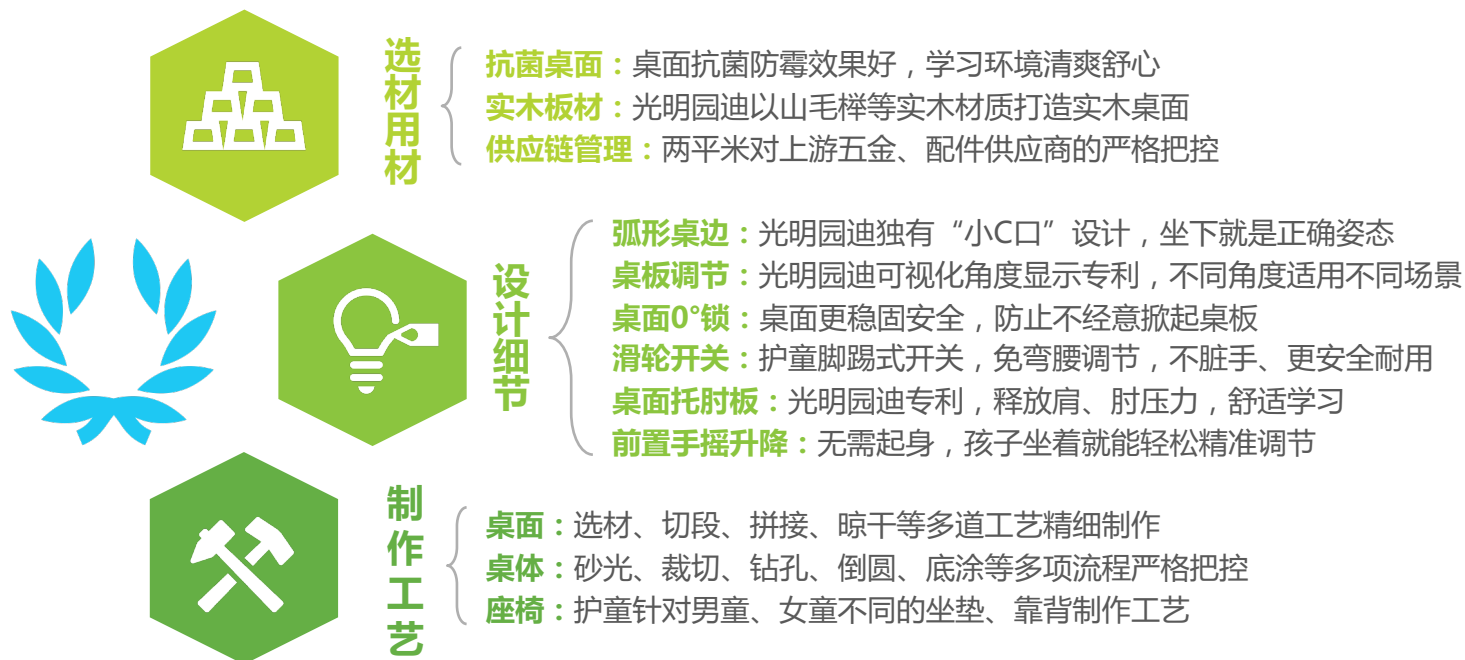 选材用材
抗菌桌面：桌面抗菌防霉效果好，学习环境清爽舒心
实木板材：光明园迪以山毛榉等实木材质打造实木桌面
供应链管理：两平米对上游五金、配件供应商的严格把控
设计细节
弧形桌边：光明园迪独有“小C口”设计，坐下就是正确姿态
桌板调节：光明园迪可视化角度显示专利，不同角度适用不同场景
桌面0°锁：桌面更稳固安全，防止不经意掀起桌板
滑轮开关：护童脚踢式开关，免弯腰调节，不脏手、更安全耐用
桌面托肘板：光明园迪专利，释放肩、肘压力，舒适学习
前置手摇升降：无需起身，孩子坐着就能轻松精准调节
制作工艺
桌面：选材、切段、拼接、晾干等多道工艺精细制作
桌体：砂光、裁切、钻孔、倒圆、底涂等多项流程严格把控
座椅：护童针对男童、女童不同的坐垫、靠背制作工艺